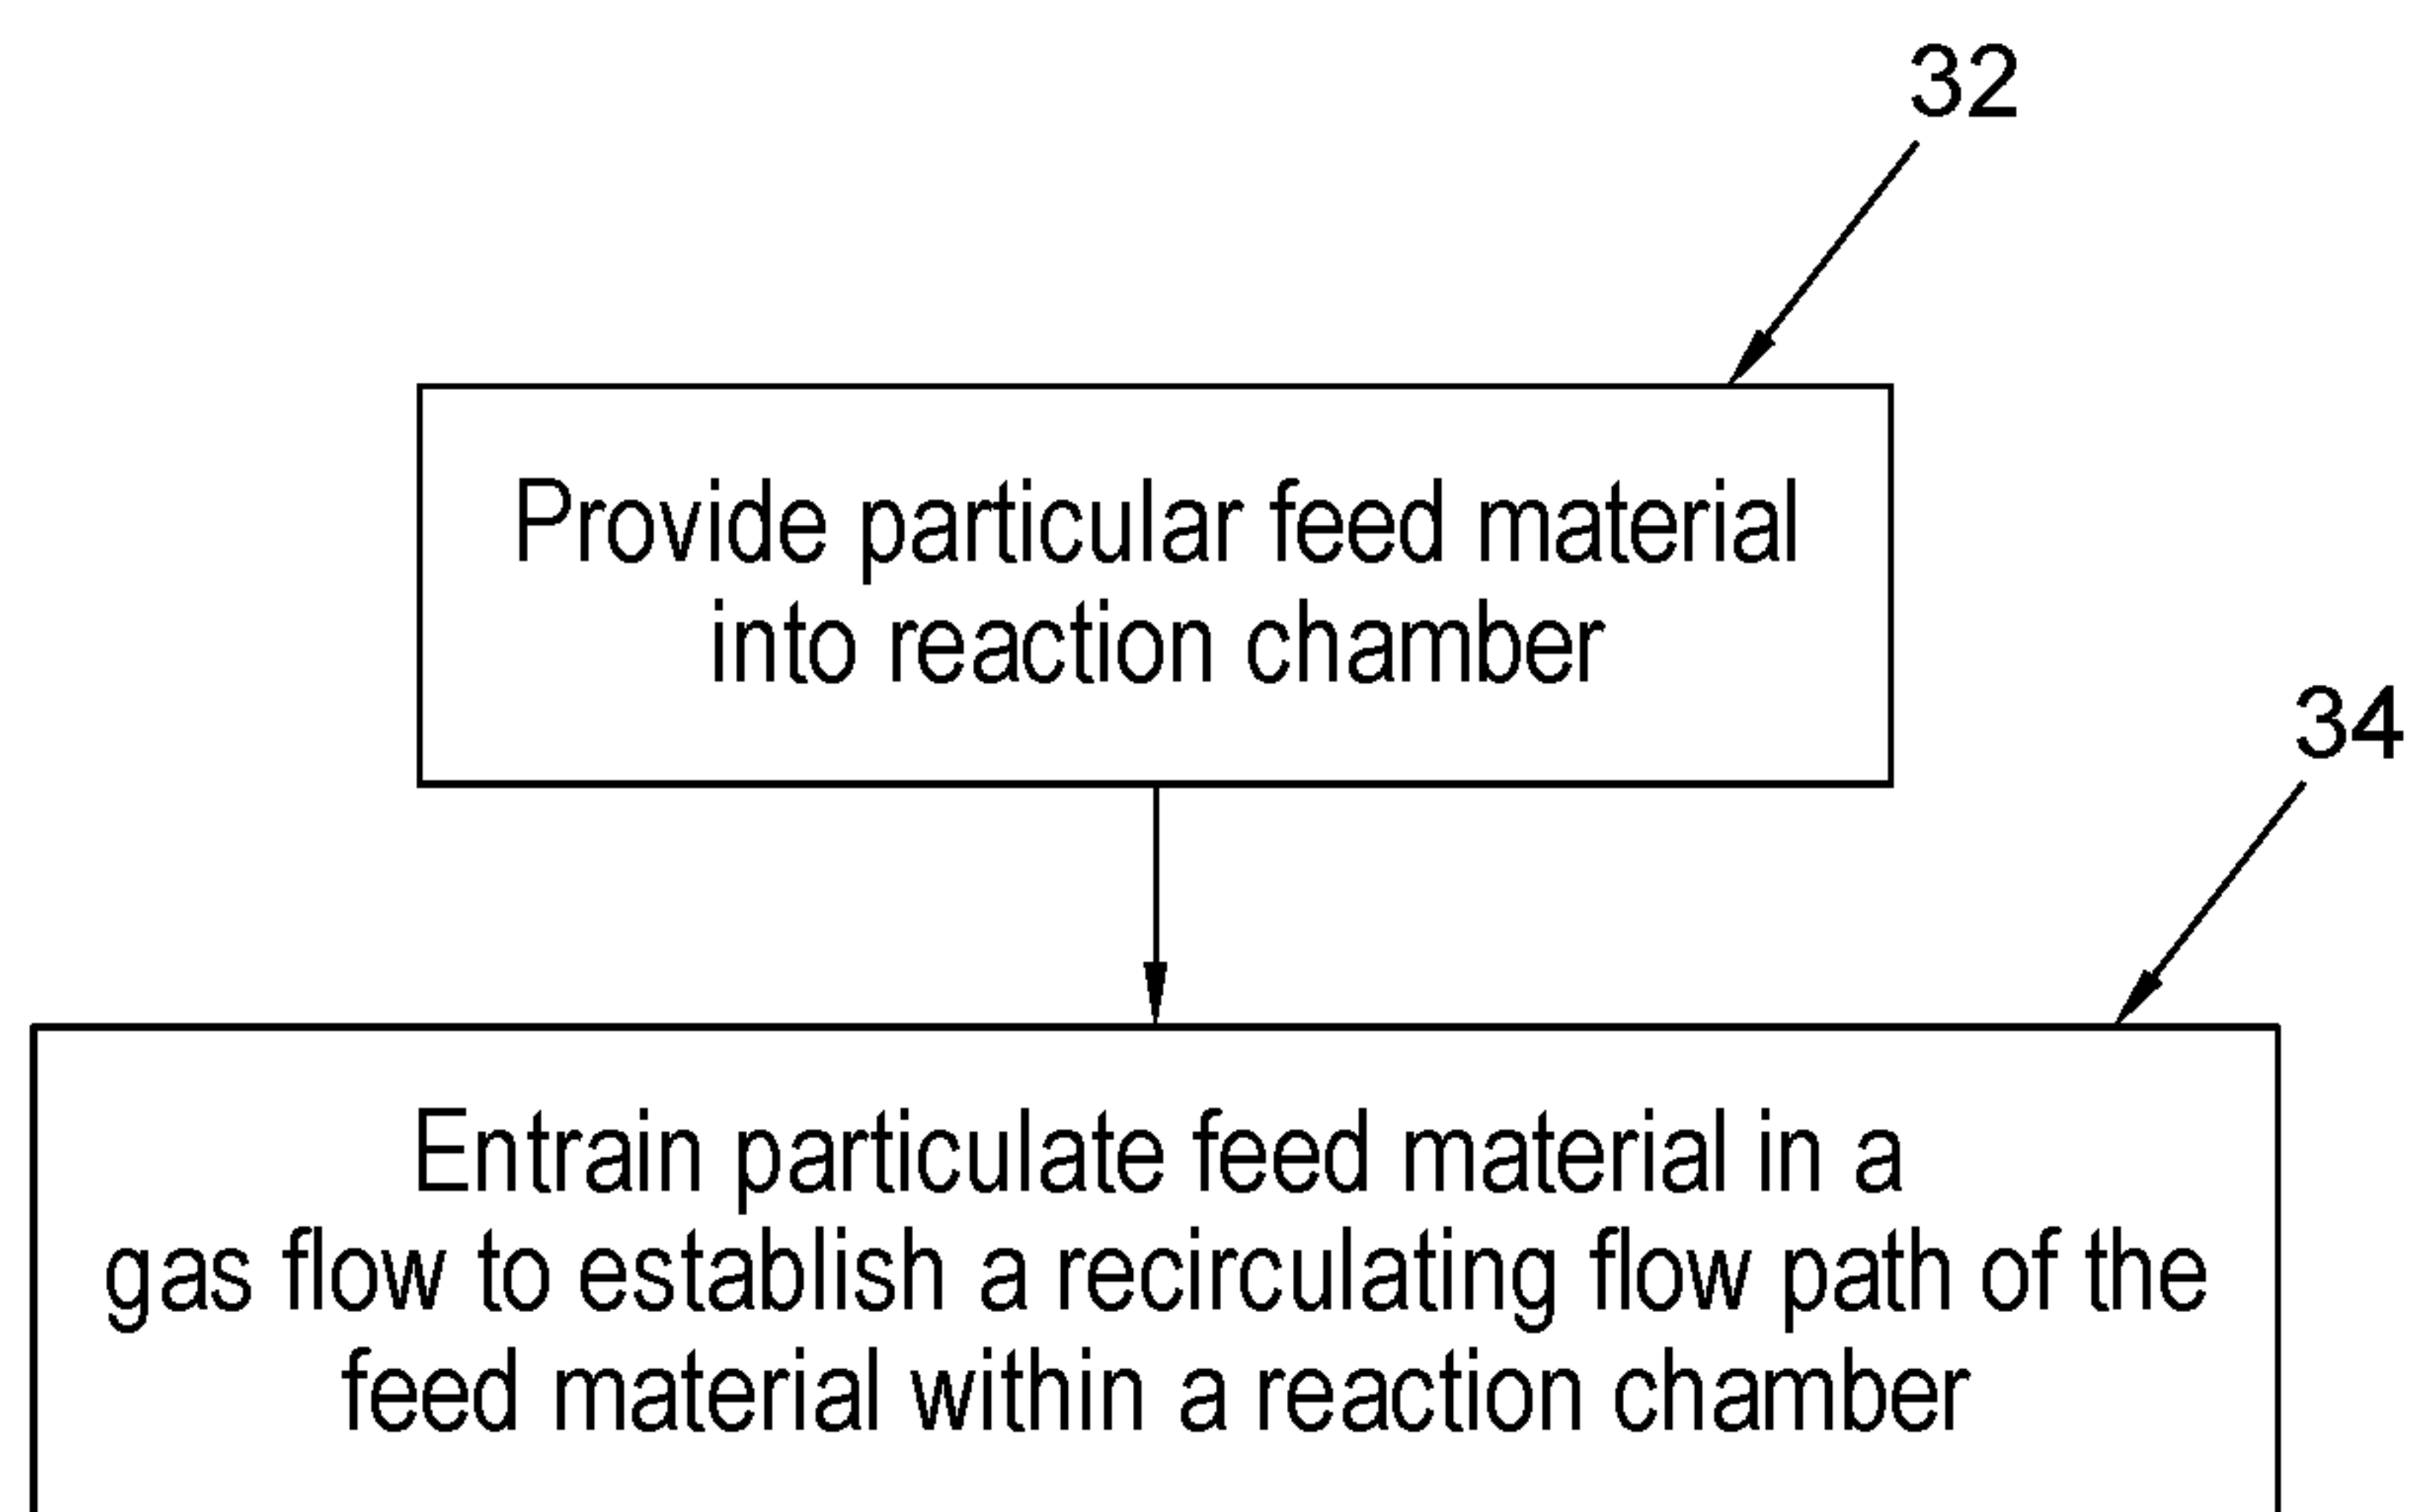 32
Provide particular feed material
into reaction chamber
34
Entrain particulate feed material in a
gas flow to establish a recirculating flow path of the
feed material within a reaction chamber